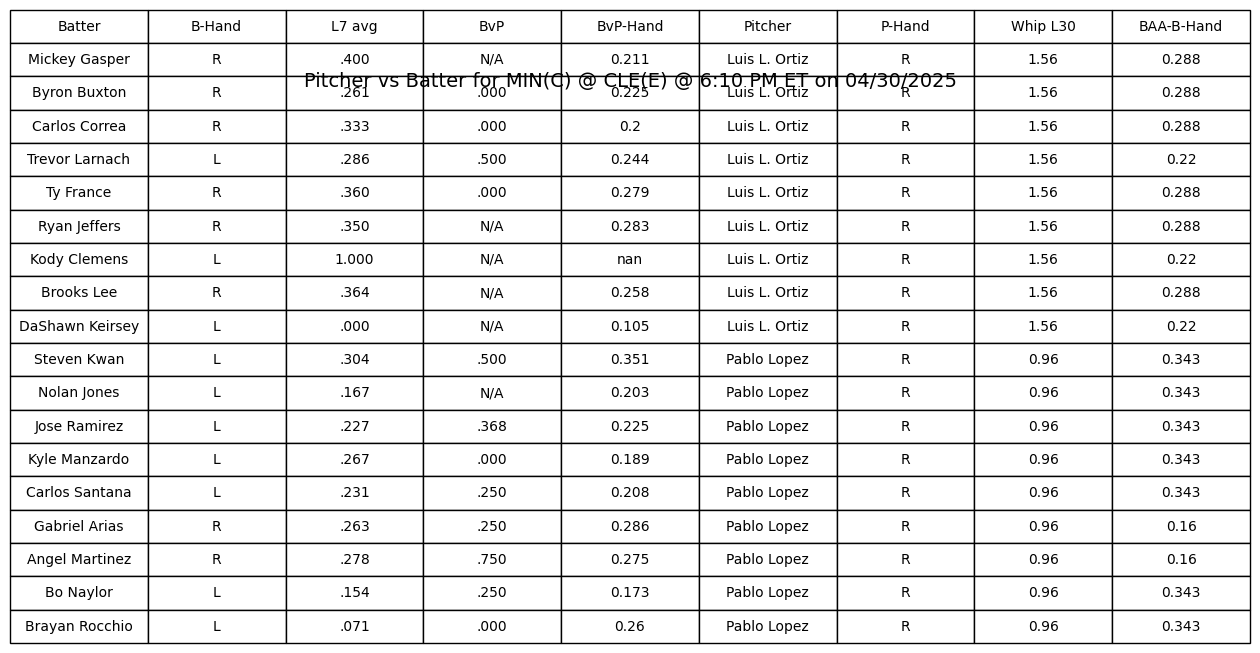 Batter B-Hand L7 avg BvP BvP-Hand Pitcher P-Hand Whip L30 BAA-B-Hand
Mickey Gasper R .400 N/A 0.211 Luis L. Ortiz R 1.56 0.288
Pitcher vs Batter for MIN(C) @ CLE(E) @ 6:10 PM ET on 04/30/2025
Byron Buxton R .261 .000 0.225 Luis L. Ortiz R 1.56 0.288
Carlos Correa R .333 .000 0.2 Luis L. Ortiz R 1.56 0.288
Trevor Larnach L .286 .500 0.244 Luis L. Ortiz R 1.56 0.22
Ty France R .360 .000 0.279 Luis L. Ortiz R 1.56 0.288
Ryan Jeffers R .350 N/A 0.283 Luis L. Ortiz R 1.56 0.288
Kody Clemens L 1.000 N/A nan Luis L. Ortiz R 1.56 0.22
Brooks Lee R .364 N/A 0.258 Luis L. Ortiz R 1.56 0.288
DaShawn Keirsey L .000 N/A 0.105 Luis L. Ortiz R 1.56 0.22
Steven Kwan L .304 .500 0.351 Pablo Lopez R 0.96 0.343
Nolan Jones L .167 N/A 0.203 Pablo Lopez R 0.96 0.343
Jose Ramirez L .227 .368 0.225 Pablo Lopez R 0.96 0.343
Kyle Manzardo L .267 .000 0.189 Pablo Lopez R 0.96 0.343
Carlos Santana L .231 .250 0.208 Pablo Lopez R 0.96 0.343
Gabriel Arias R .263 .250 0.286 Pablo Lopez R 0.96 0.16
Angel Martinez R .278 .750 0.275 Pablo Lopez R 0.96 0.16
Bo Naylor L .154 .250 0.173 Pablo Lopez R 0.96 0.343
Brayan Rocchio L .071 .000 0.26 Pablo Lopez R 0.96 0.343